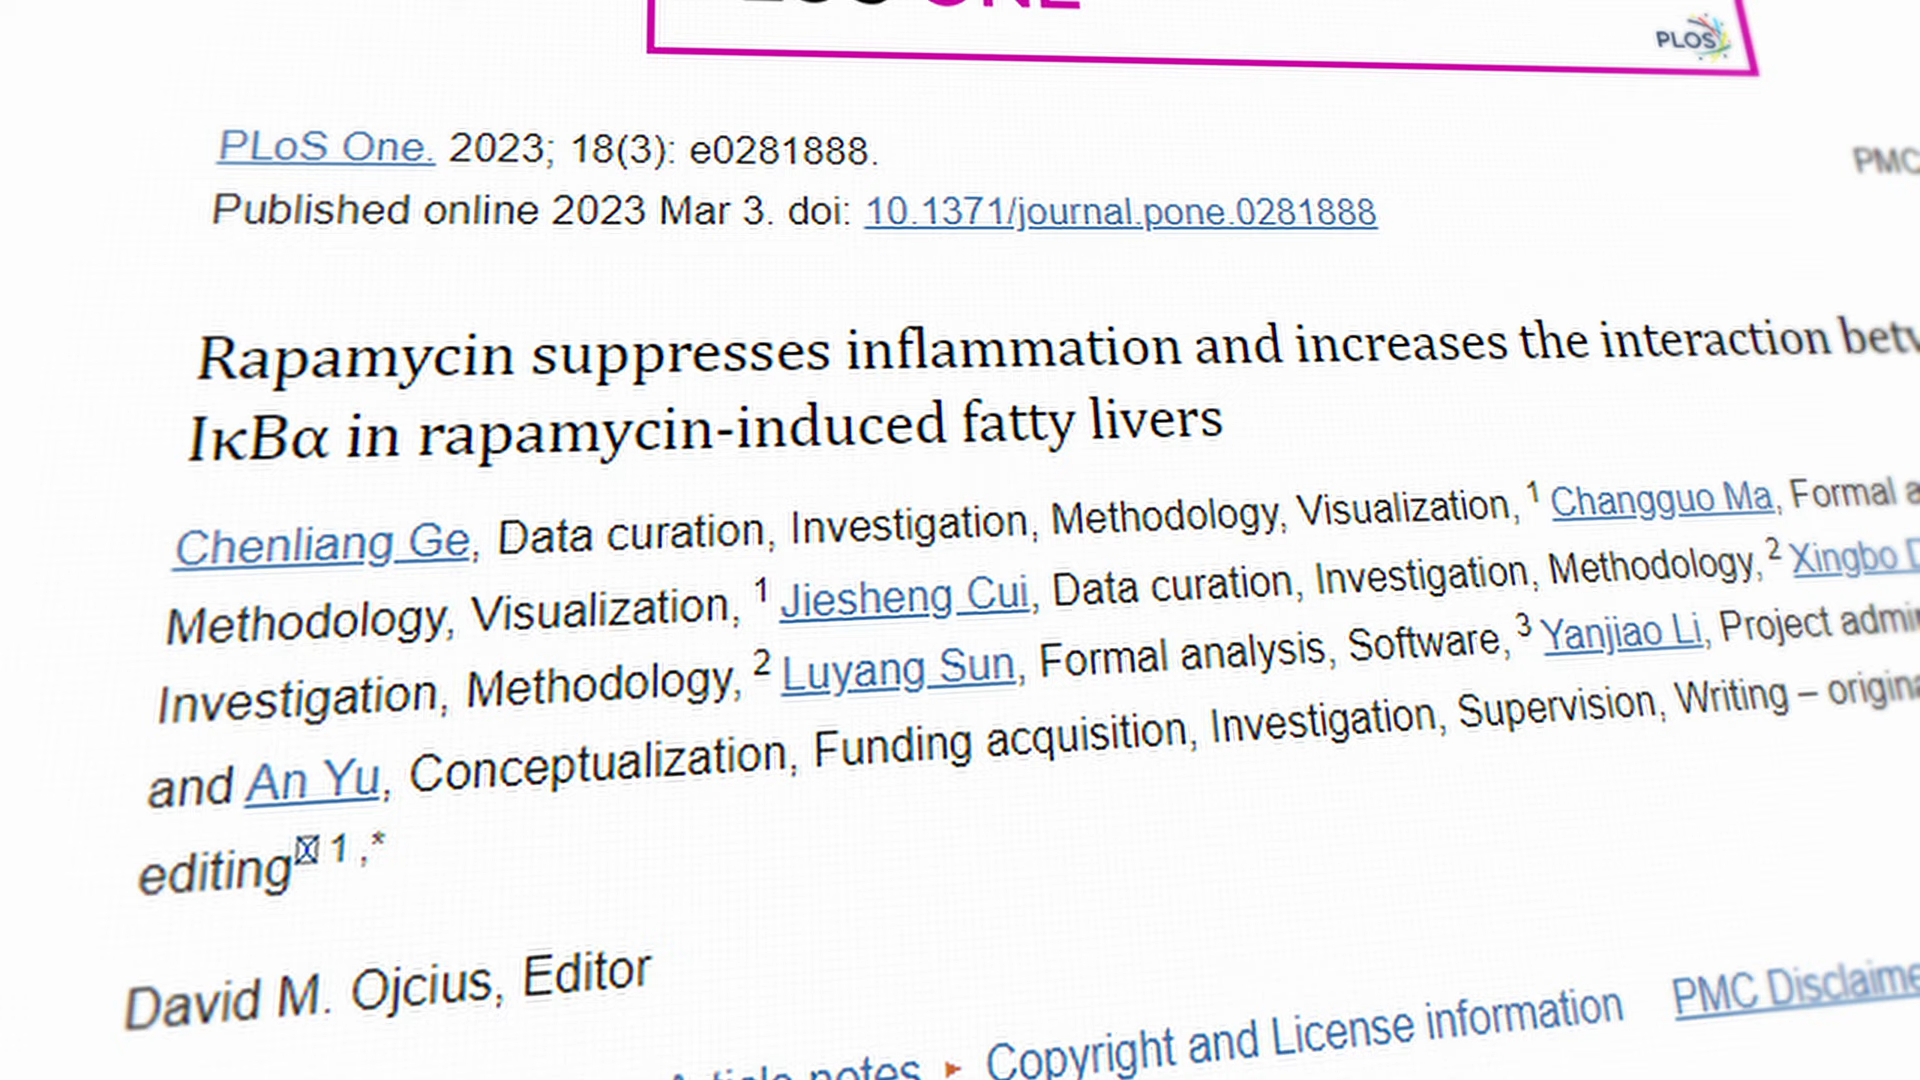 ONE
PLOS
PLoS One. 2023; 18(3): e0281888.
PMC
Published online 2023 Mar 3. doi: 10.1371/journal.pone.0281888
Rapamycin suppresses inflammation and increases the interaction
IκBα in rapamycin-induced fatty livers
Chenliang Ge, Data curation, Investigation, Methodology, Visualization, 1 Changguo Ma, Formal
Methodology, Visualization, 1 Jiesheng Cui, Data curation, Investigation, Methodology, 2 Xingbo
Investigation, Methodology, 2 Luyang Sun, Formal analysis, Software, 3 Yanjiao Li, Project
and An Yu, Conceptualization, Funding acquisition, Investigation, Supervision, Writing –
editing 1 ,*
David M. Ojcius, Editor
notes ▸ Copyright and License information PMC